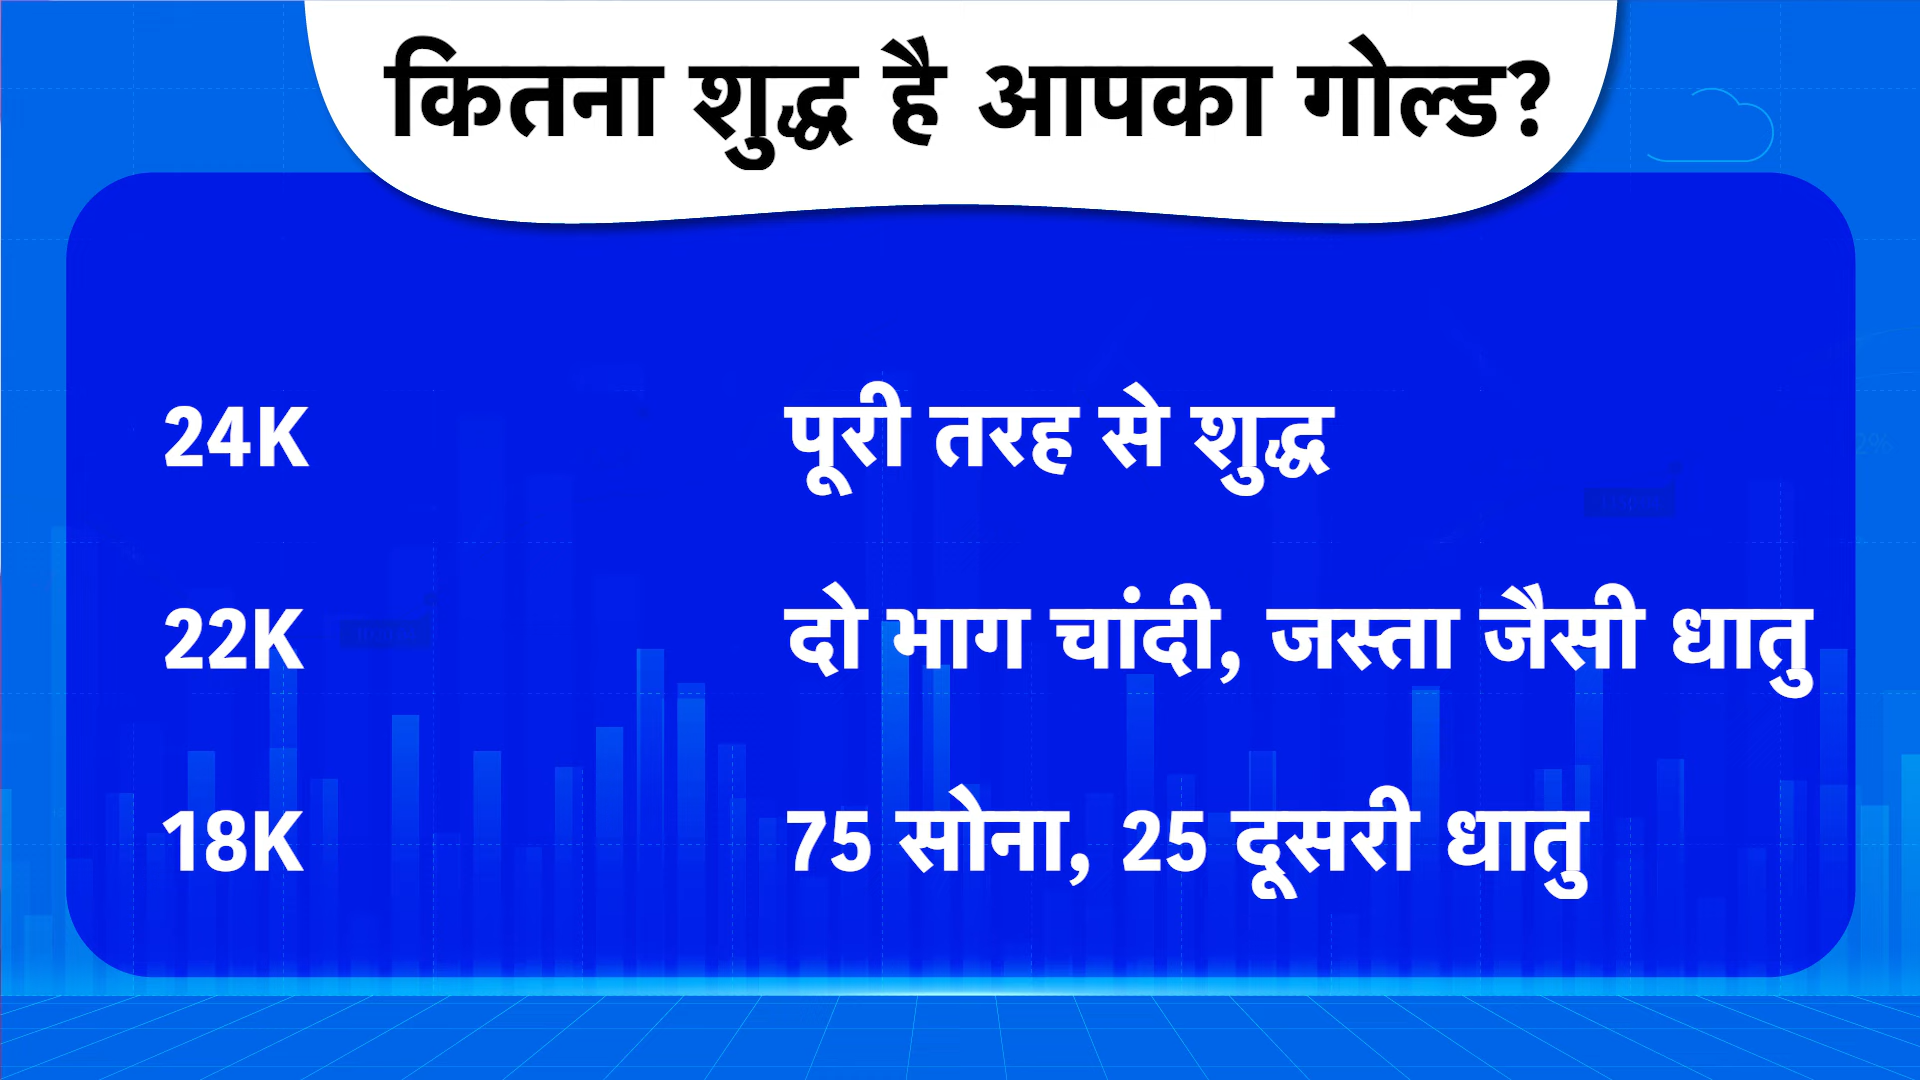 कितना शुद्ध है आपका गोल्ड?
24K पूरी तरह से शुद्ध
22K दो भाग चांदी, जस्ता जैसी धातु
18K 75 सोना, 25 दूसरी धातु